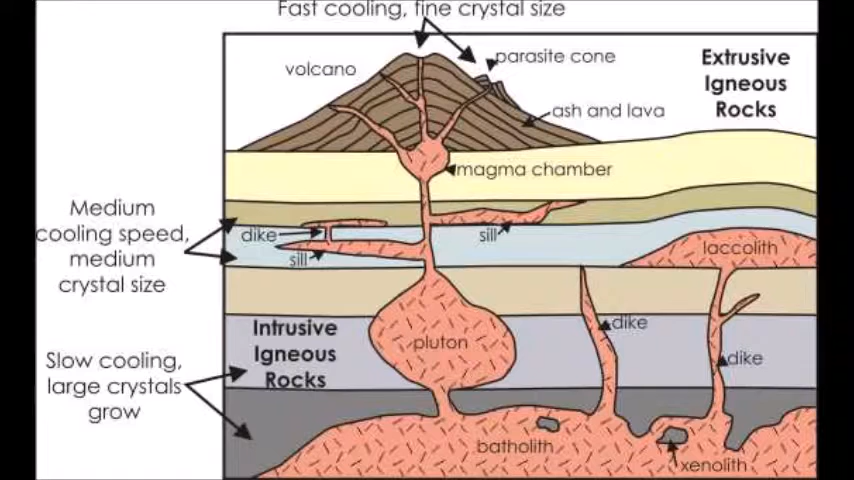 Fast cooling, fine crystal size
volcano
parasite cone
Extrusive
Igneous
Rocks
ash and lava
magma chamber
Medium
cooling speed,
medium
crystal size
dike
sill
sill
laccolith
Intrusive
Igneous
Rocks
pluton
dike
dike
Slow cooling,
large crystals
grow
batholith
xenolith